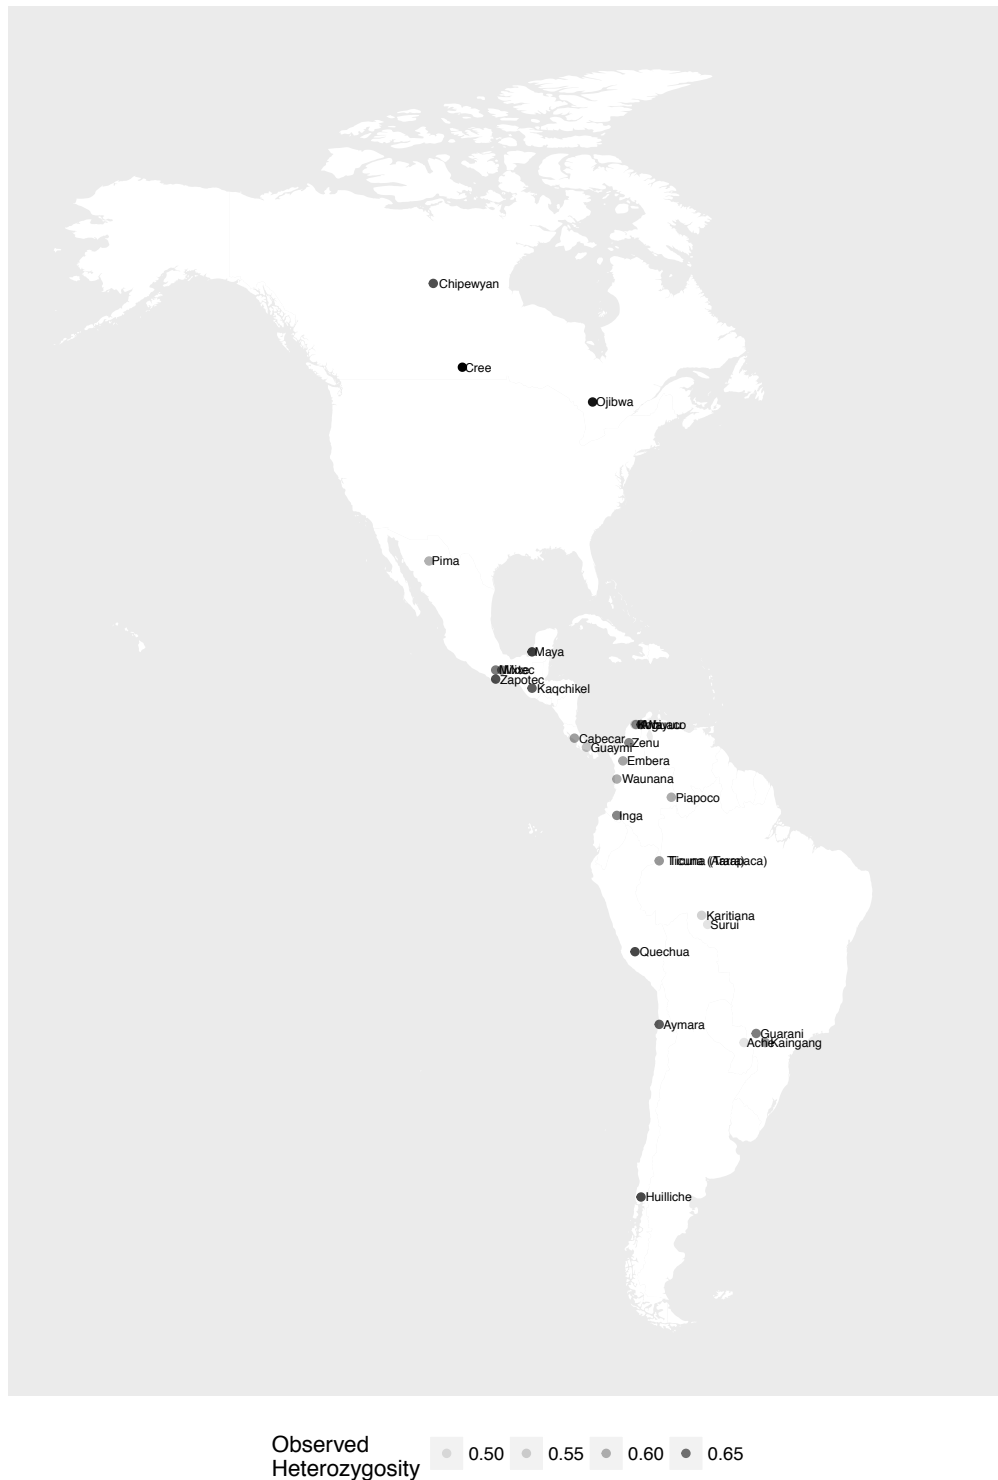 Chipewyan
Cree
Ojibwa
Pima
Maya
Zapotec
Kaqchikel
Cabecar
Guaymi
Zenu
Embera
Waunana
Piapoco
Inga
Karitiana
Surui
Quechua
Aymara
Guarani
Ache
Kaingang
Huilliche
Observed
Heterozygosity
0.50
0.55
0.60
0.65